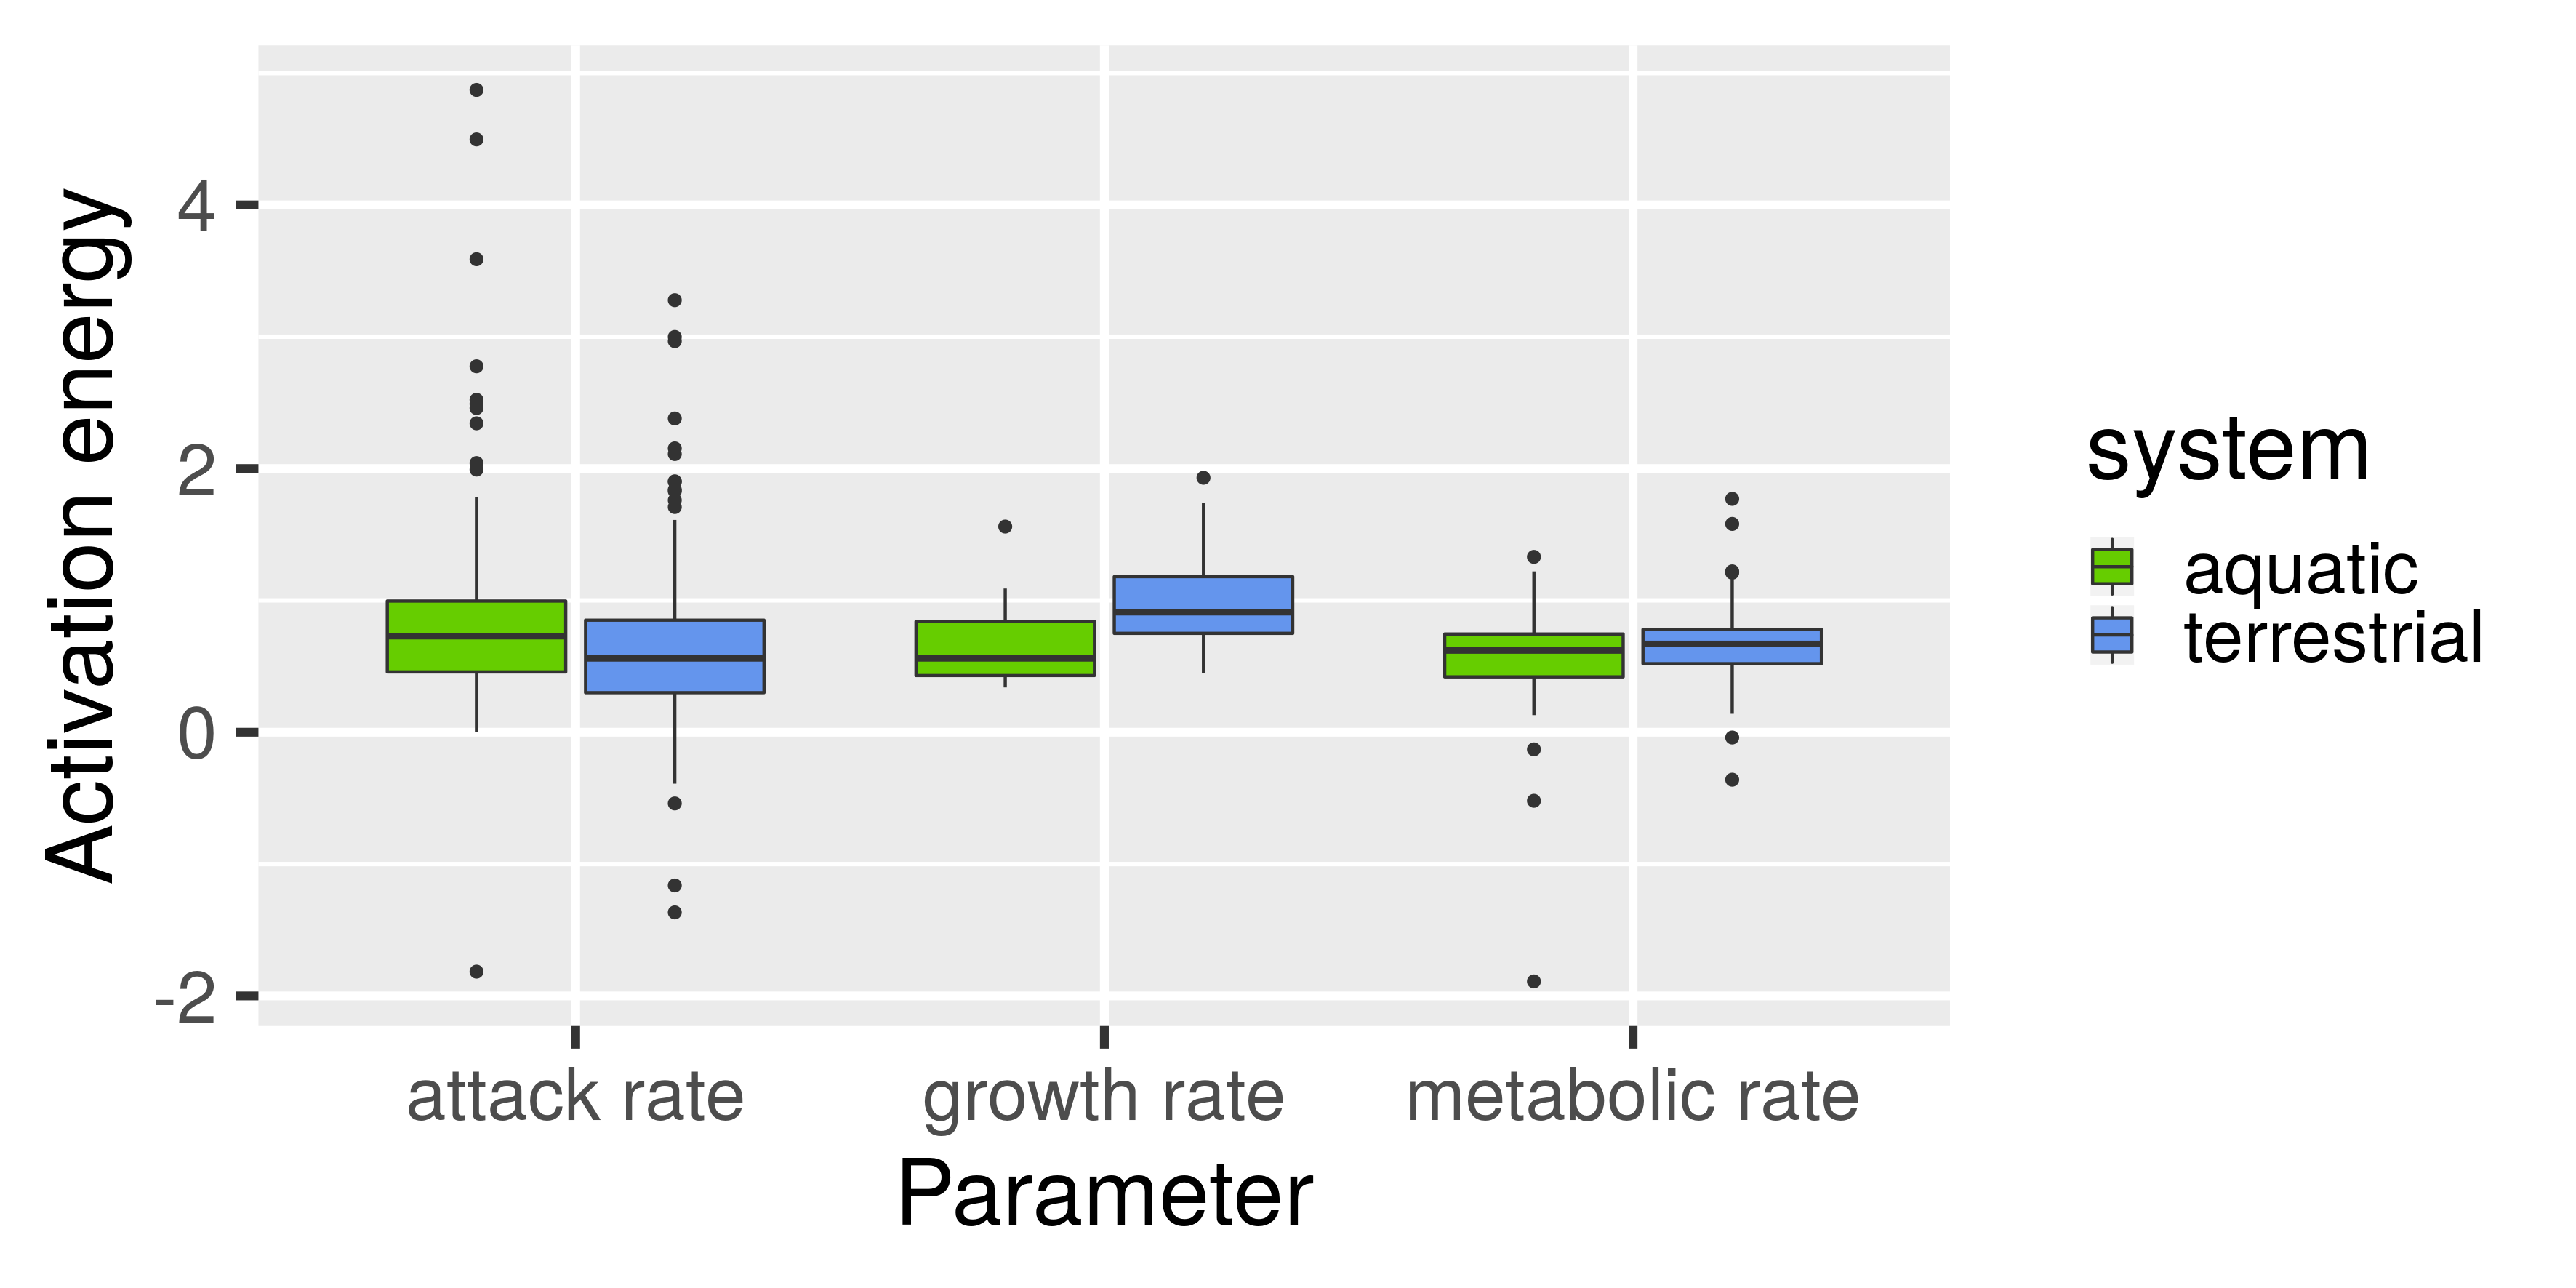 Activation energy
4
2
0
-2
attack rate
growth rate
metabolic rate
Parameter
system
aquatic
terrestrial